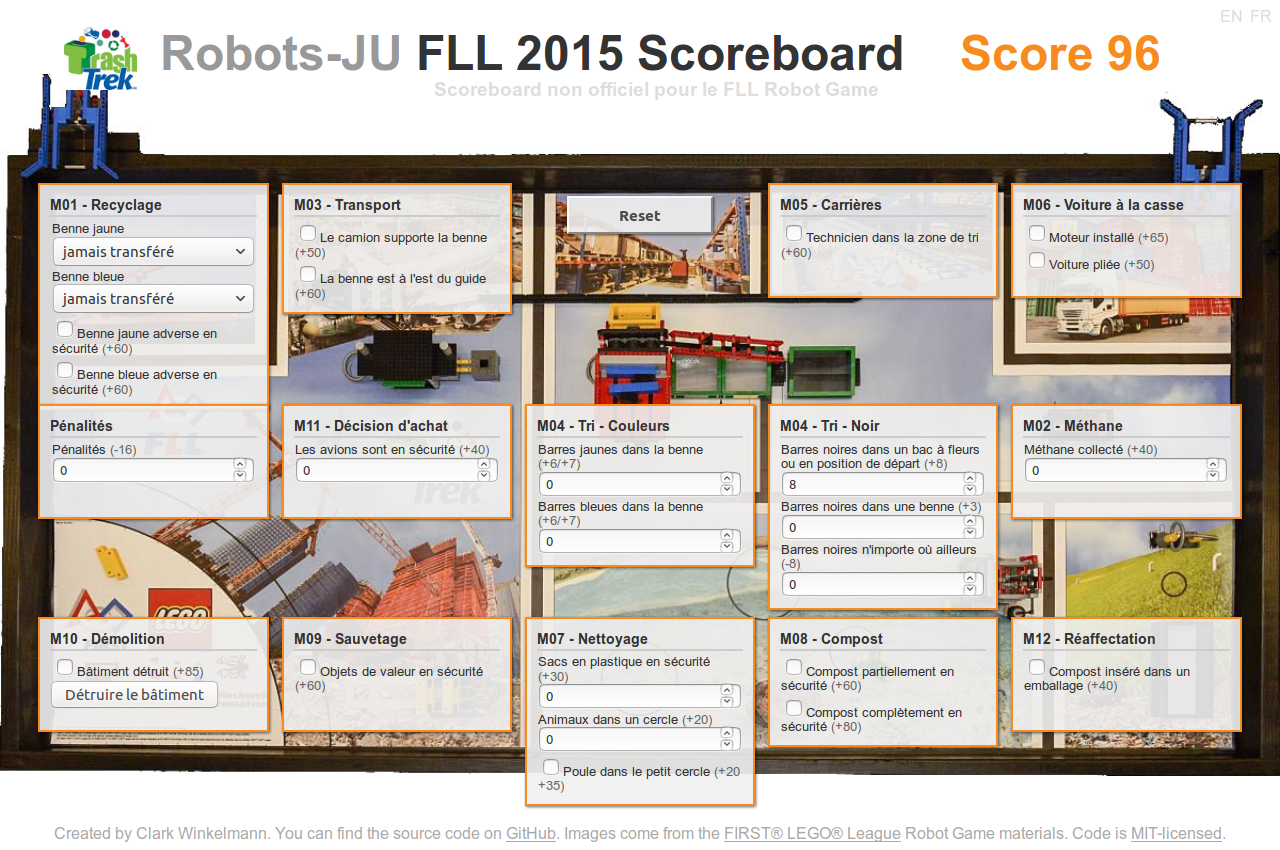 EN FR
Trash
Trek
Robots-JU FLL 2015 Scoreboard
Score 96
Scoreboard non officiel pour le FLL Robot Game
M01 - Recyclage
Benne jaune
jamais transféré
Benne bleue
jamais transféré
Benne jaune adverse en
sécurité (+60)
Benne bleue adverse en
sécurité (+60)
M03 - Transport
Le camion supporte la benne
(+50)
La benne est à l'est du guide
(+60)
Reset
M05 - Carrières
Technicien dans la zone de tri
(+60)
M06 - Voiture à la casse
Moteur installé (+65)
Voiture pliée (+50)
Pénalités
Pénalités (-16)
0
M11 - Décision d'achat
Les avions sont en sécurité (+40)
0
M04 - Tri - Couleurs
Barres jaunes dans la benne
(+6/+7)
0
Barres bleues dans la benne
(+6/+7)
0
M04 - Tri - Noir
Barres noires dans un bac à fleurs
ou en position de départ (+8)
8
Barres noires dans une benne (+3)
0
Barres noires n'importe où ailleurs
(-8)
0
M02 - Méthane
Méthane collecté (+40)
0
FLL
Trek
LEGO
M10 - Démolition
Bâtiment détruit (+85)
Détruire le bâtiment
M09 - Sauvetage
Objets de valeur en sécurité
(+60)
M07 - Nettoyage
Sacs en plastique en sécurité
(+30)
0
Animaux dans un cercle (+20)
0
Poule dans le petit cercle (+20
+35)
M08 - Compost
Compost partiellement en
sécurité (+60)
Compost complètement en
sécurité (+80)
M12 - Réaffectation
Compost inséré dans un
emballage (+40)
Created by Clark Winkelmann. You can find the source code on GitHub. Images come from the FIRST® LEGO® League Robot Game materials. Code is MIT-licensed.